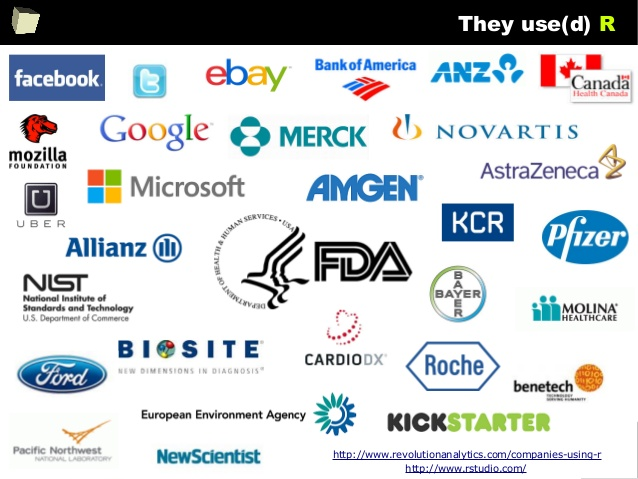 They use(d) R
facebook
ebay
Bank of America
ANZ
Canada
Health Canada
mozilla
FOUNDATION
Google
MERCK
NOVARTIS
UBER
Microsoft
AMGEN
AstraZeneca
KCR
Pfizer
Allianz
DEPARTMENT OF HEALTH & HUMAN SERVICES • USA
FDA
NIST
National Institute of
Standards and Technology
U.S. Department of Commerce
BAYER
BAYER
MOLINA
HEALTHCARE
Ford
BIOSITE
NEW DIMENSIONS IN DIAGNOSIS
CARDIODX
Roche
benetech
TECHNOLOGY
SERVING HUMANITY
European Environment Agency
KICKSTARTER
Pacific Northwest
NATIONAL LABORATORY
NewScientist
http://www.revolutionanalytics.com/companies-using-r
http://www.rstudio.com/